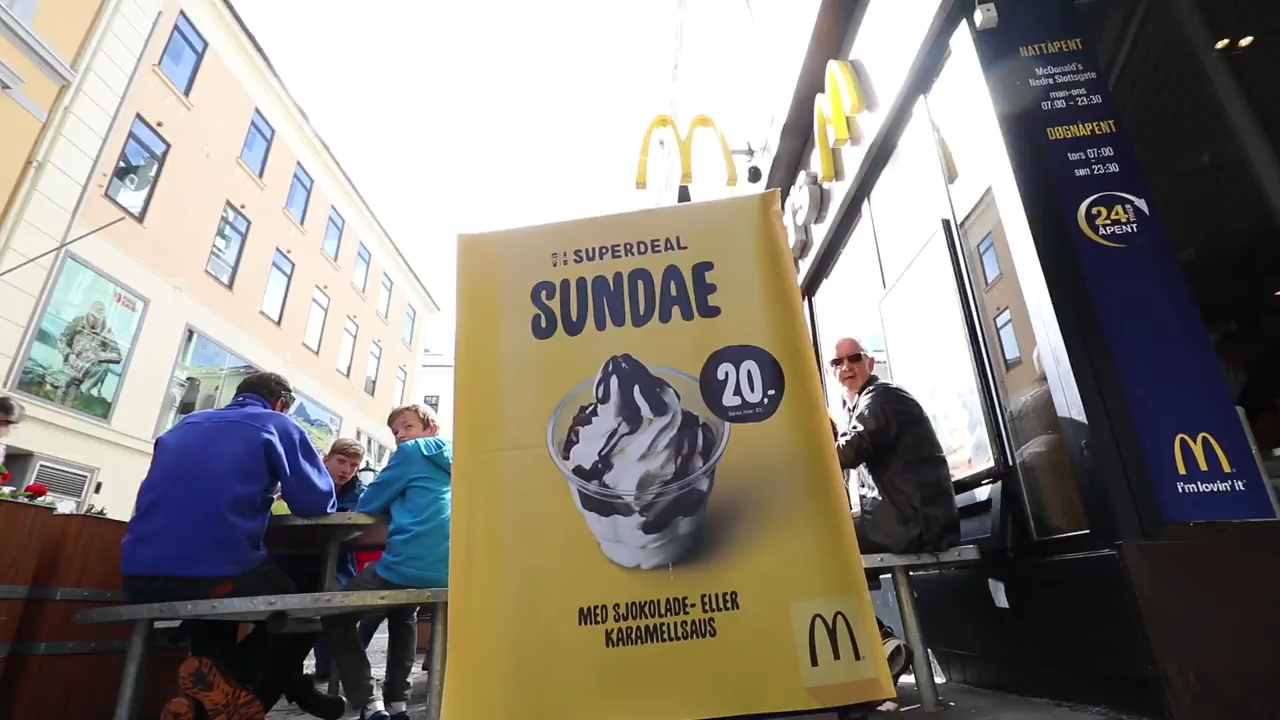 SUPERDEAL
SUNDAE
20,-
MED SJOKOLADE- ELLER
KARAMELLSAUS
NATTÅPENT
McDonald's
Nedre Slottsgate
man-ons
07:00 - 23:30
DØGNÅPENT
tors 07:00
-
søn 23:30
24 TIMER
ÅPENT
i'm lovin' it